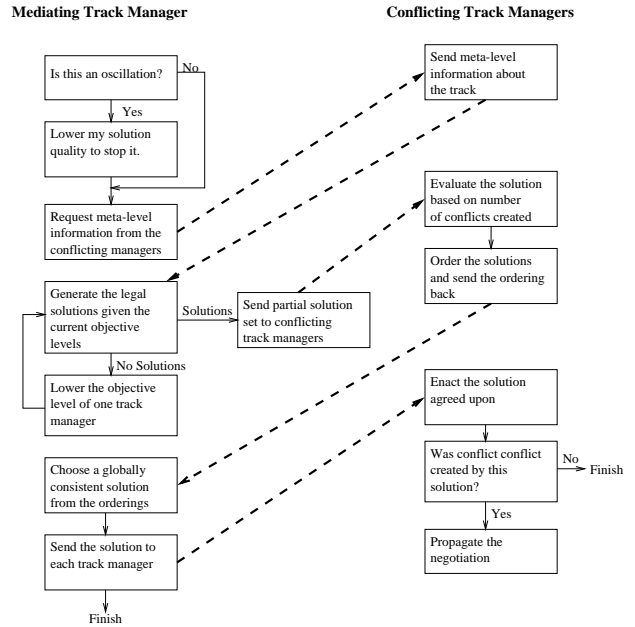 Mediating Track Manager
Is this an oscillation?
No
Yes
Lower my solution
quality to stop it.
Request meta-level
information from the
conflicting managers
Generate the legal
solutions given the
current objective
levels
Solutions
Send partial solution
set to conflicting
track managers
No Solutions
Lower the objective
level of one track
manager
Choose a globally
consistent solution
from the orderings
Send the solution to
each track manager
Finish
Conflicting Track Managers
Send meta-level
information about
the track
Evaluate the solution
based on number
of conflicts created
Order the solutions
and send the ordering
back
Enact the solution
agreed upon
Was conflict conflict
created by this
solution?
No
Finish
Yes
Propagate the
negotiation